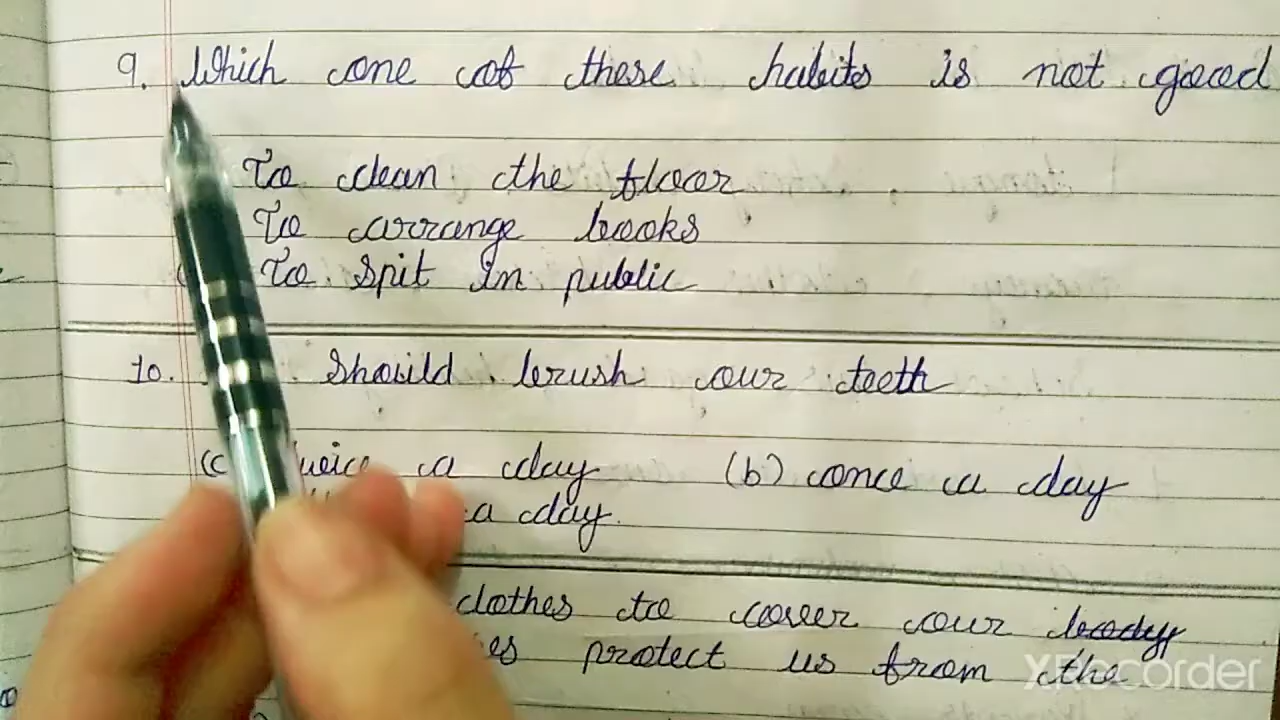 9. Which one of these habits is not good
To clean the floor
To arrange books
To spit in public
10. should brush our teeth
a day (b) once a day
a day.
clothes to cover our body
protect us from the
XRecorder